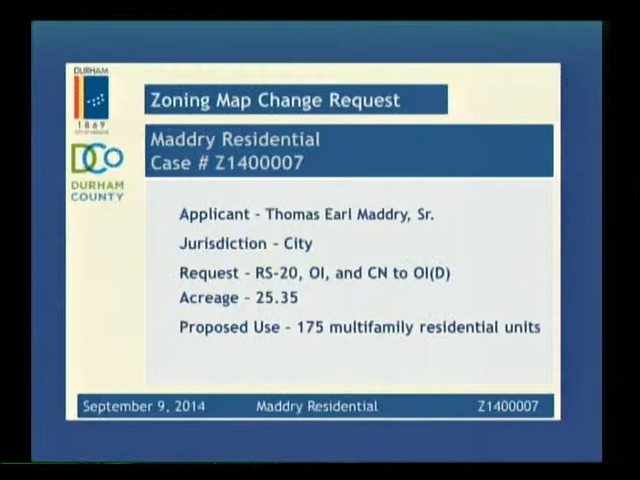 DURHAM
1869
DCo
DURHAM
COUNTY
Zoning Map Change Request
Maddry Residential
Case # Z1400007
Applicant - Thomas Earl Maddry, Sr.
Jurisdiction - City
Request - RS-20, OI, and CN to OI(D)
Acreage - 25.35
Proposed Use - 175 multifamily residential units
September 9, 2014 Maddry Residential Z1400007